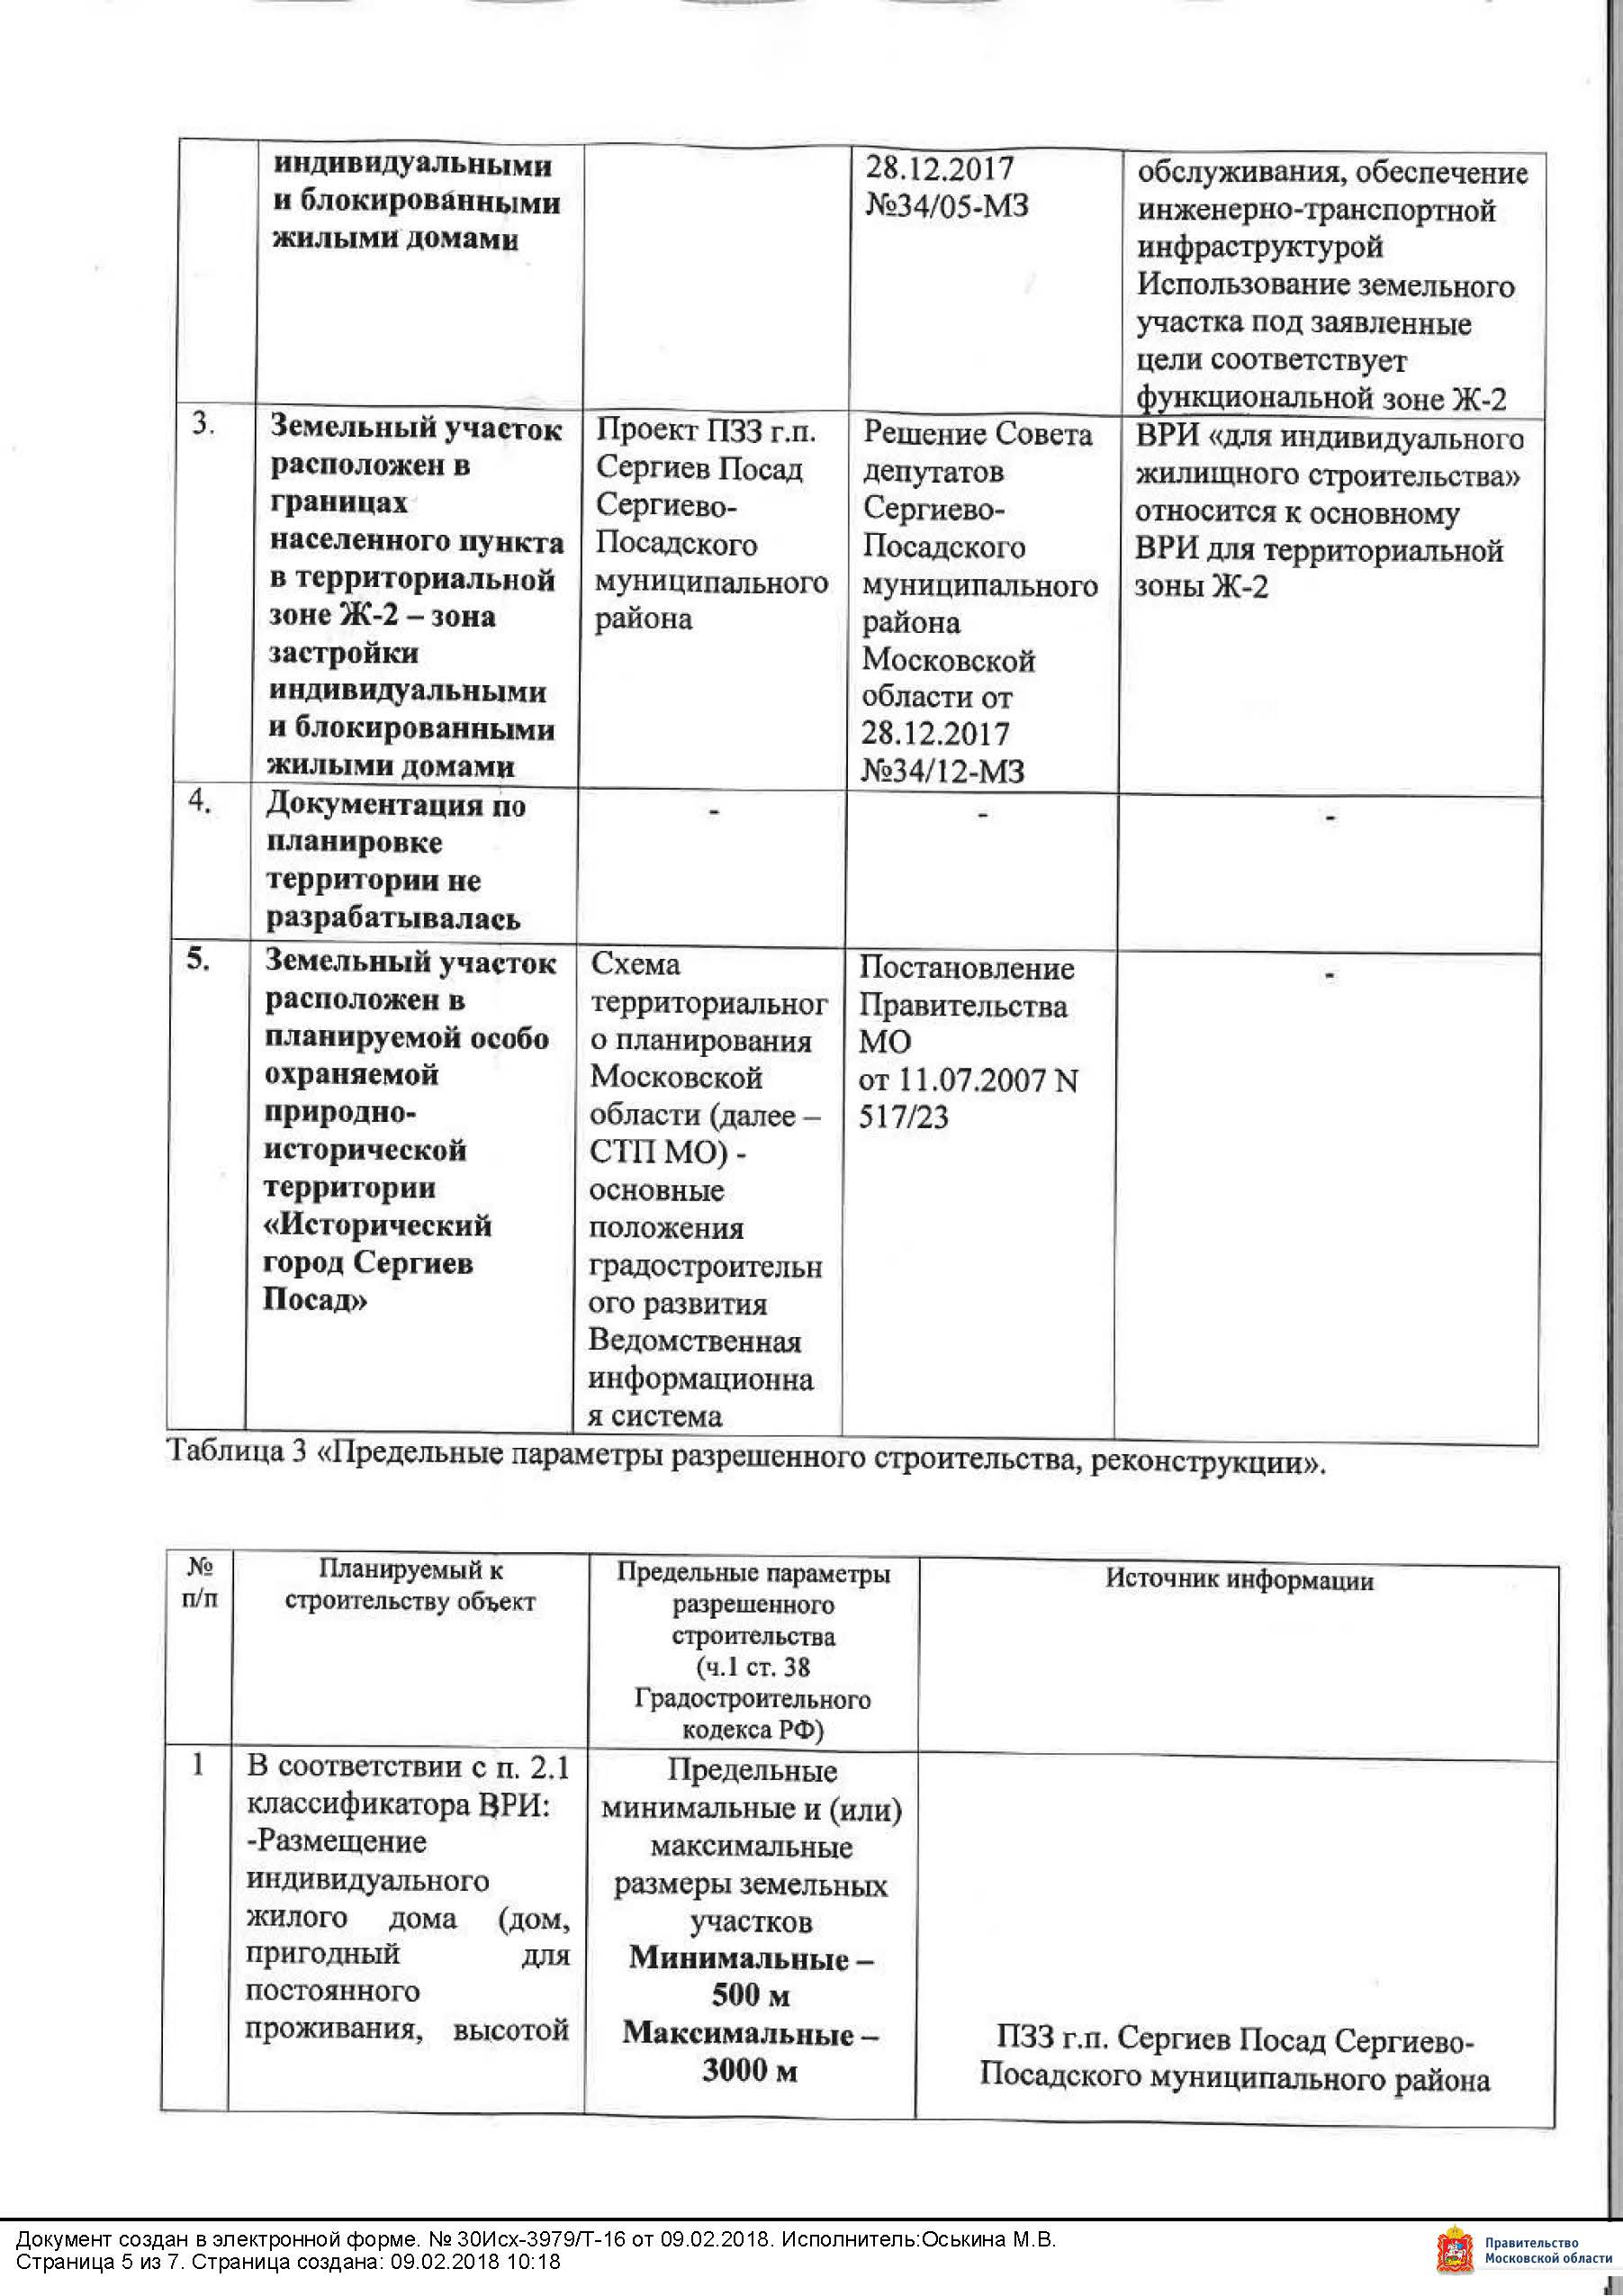 индивидуальными
и блокированными
жилыми домами
28.12.2017
№34/05-МЗ
обслуживания, обеспечение
инженерно-транспортной
инфраструктурой
Использование земельного
участка под заявленные
цели соответствует
функциональной зоне Ж-2
3.
Земельный участок
расположен в
границах
населенного пункта
в территориальной
зоне Ж-2 – зона
застройки
индивидуальными
и блокированными
жилыми домами
Проект ПЗЗ г.п.
Сергиев Посад
Сергиево-
Посадского
муниципального
района
Решение Совета
депутатов
Сергиево-
Посадского
муниципального
района
Московской
области от
28.12.2017
№34/12-МЗ
ВРИ «для индивидуального
жилищного строительства»
относится к основному
ВРИ для территориальной
зоны Ж-2
4.
Документация по
планировке
территории не
разрабатывалась
-
-
-
5.
Земельный участок
расположен в
планируемой особо
охраняемой
природно-
исторической
территории
«Исторический
город Сергиев
Посад»
Схема
территориальног
о планирования
Московской
области (далее –
СТП МО) -
основные
положения
градостроительн
ого развития
Ведомственная
информационна
я система
Постановление
Правительства
МО
от 11.07.2007 N
517/23
-
Таблица 3 «Предельные параметры разрешенного строительства, реконструкции».
№
п/п
Планируемый к
строительству объект
Предельные параметры
разрешенного
строительства
(ч.1 ст. 38
Градостроительного
кодекса РФ)
Источник информации
1
В соответствии с п. 2.1
классификатора ВРИ:
-Размещение
индивидуального
жилого дома (дом,
пригодный для
постоянного
проживания, высотой
Предельные
минимальные и (или)
максимальные
размеры земельных
участков
Минимальные –
500 м
Максимальные –
3000 м
ПЗЗ г.п. Сергиев Посад Сергиево-
Посадского муниципального района
Документ создан в электронной форме. № 30Исх-3979/Т-16 от 09.02.2018. Исполнитель:Оськина М.В.
Страница 5 из 7. Страница создана: 09.02.2018 10:18
Правительство
Московской области